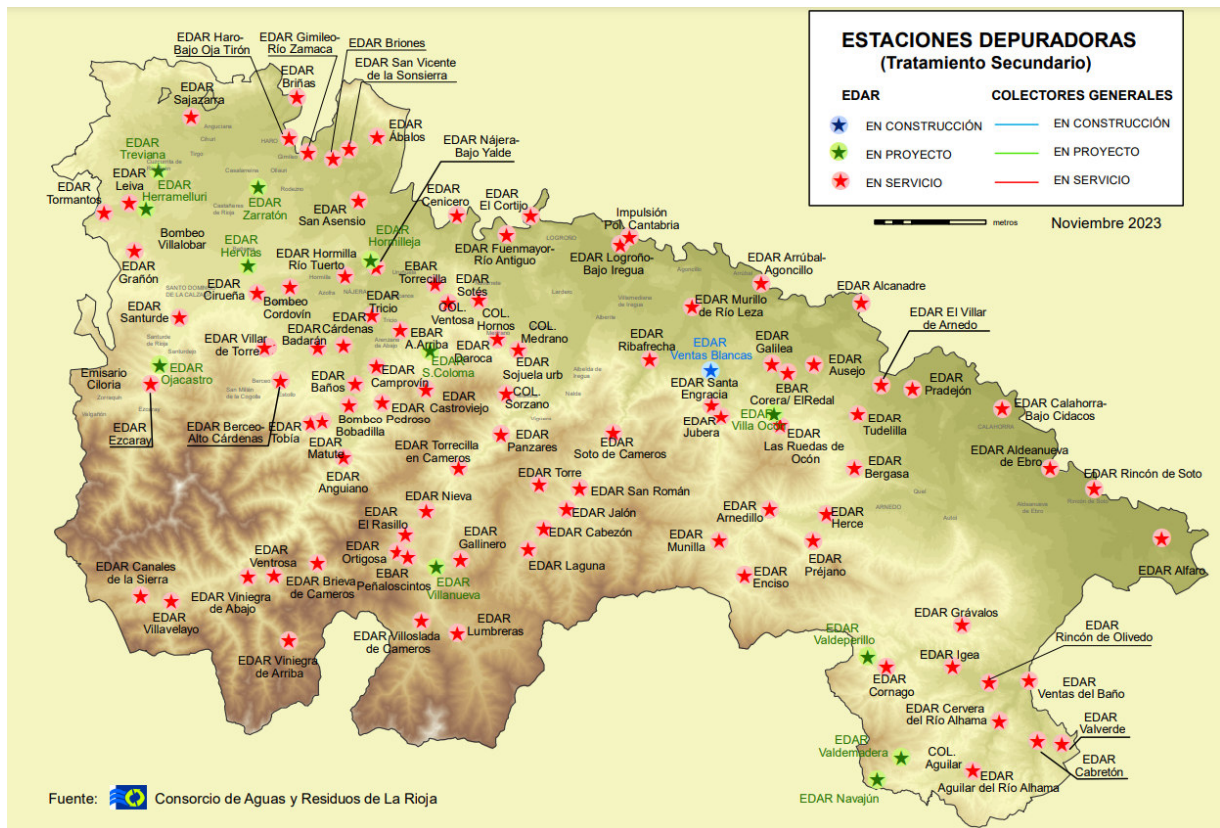 ESTACIONES DEPURADORAS
(Tratamiento Secundario)
EDAR
COLECTORES GENERALES
EN CONSTRUCCIÓN
EN CONSTRUCCIÓN
EN PROYECTO
EN PROYECTO
EN SERVICIO
EN SERVICIO
metros
Noviembre 2023
EDAR Haro-
Bajo Oja Tirón
EDAR Gimileo-
Río Zamaca
EDAR Briones
EDAR San Vicente
de la Sonsierra
EDAR
Briñas
EDAR
Sajazarra
EDAR
Ábalos
EDAR Nájera-
Bajo Yalde
EDAR
Treviana
EDAR
Leiva
EDAR
Herramelluri
EDAR
Tormantos
EDAR
Zarratón
EDAR
San Asensio
EDAR
Cenicero
EDAR
El Cortijo
Impulsión
Pol. Cantabria
EDAR Fuenmayor-
Río Antiguo
EDAR Logroño-
Bajo Iregua
EDAR Arrúbal-
Agoncillo
EDAR Alcanadre
Bombeo
Villalobar
EDAR
Grañón
EDAR
Hervías
EDAR Hormilla
Río Tuerto
EDAR
Hormilleja
EBAR
Torrecilla
EDAR
Sotés
EDAR
Cirueña
Bombeo
Cordovín
EDAR
Tricio
COL.
Ventosa
COL.
Hornos
COL.
Medrano
EDAR Murillo
de Río Leza
EDAR El Villar
de Arnedo
EDAR
Santurde
EDAR Villar
de Torre
EDAR
Badarán
EDAR
Cárdenas
EBAR
A.Arriba
EDAR
S.Coloma
EDAR
Daroca
EDAR
Sojuela urb
EDAR
Ribafrecha
EDAR
Ventas Blancas
EDAR
Galilea
EDAR
Ausejo
EDAR
Pradejón
Emisario
Ciloria
EDAR
Ojacastro
EDAR
Baños
EDAR
Camprovín
EDAR
Castroviejo
COL.
Sorzano
EDAR Santa
Engracia
EBAR
Corera/ ElRedal
EDAR
Ezcaray
EDAR Berceo-
Alto Cárdenas
EDAR
Tobía
Bombeo
Bobadilla
EDAR
Pedroso
EDAR
Jubera
EDAR
Villa Ocón
EDAR
Las Ruedas de
Ocón
EDAR
Tudelilla
EDAR Calahorra-
Bajo Cidacos
EDAR
Matute
EDAR
Anguiano
EDAR Torrecilla
en Cameros
EDAR
Panzares
EDAR
Soto de Cameros
EDAR
Bergasa
EDAR Aldeanueva
de Ebro
EDAR Rincón de Soto
EDAR Torre
EDAR San Román
EDAR Jalón
EDAR Cabezón
EDAR Laguna
EDAR Nieva
EDAR
El Rasillo
EDAR
Ortigosa
EBAR
Peñaloscintos
EDAR
Gallinero
EDAR
Villanueva
EDAR
Arnedillo
EDAR
Herce
EDAR
Munilla
EDAR
Préjano
EDAR
Enciso
EDAR Alfaro
EDAR Canales
de la Sierra
EDAR
Ventrosa
EDAR Brieva
de Cameros
EDAR Viniegra
de Abajo
EDAR
Villavelayo
EDAR Viniegra
de Arriba
EDAR Villoslada
de Cameros
EDAR
Lumbreras
EDAR Grávalos
EDAR
Rincón de Olivedo
EDAR
Valdeperillo
EDAR Igea
EDAR
Cornago
EDAR
Ventas del Baño
EDAR Cervera
del Río Alhama
EDAR
Valverde
EDAR
Cabretón
EDAR
Valdemadera
COL.
Aguilar
EDAR
Aguilar del Río Alhama
EDAR Navajún
HARO
LOGROÑO
NÁJERA
SANTO DOMINGO
DE LA CALZADA
CALAHORRA
ARNEDO
Fuente:
Consorcio de Aguas y Residuos de La Rioja